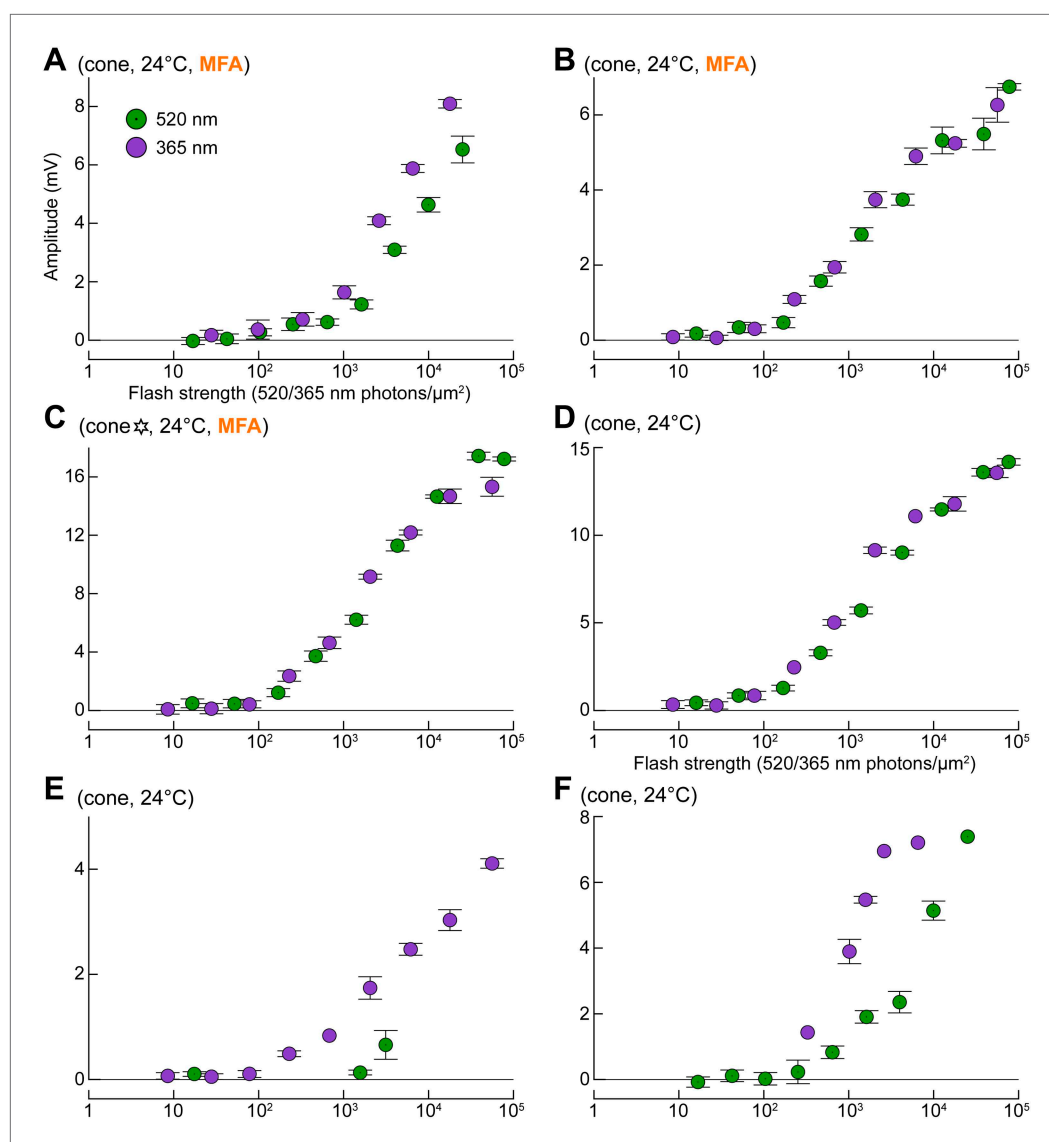 A (cone, 24°C, MFA)
8
6
4
2
0
Amplitude (mV)
520 nm
365 nm
1 10 10² 10³ 10⁴ 10⁵
Flash strength (520/365 nm photons/µm²)
B (cone, 24°C, MFA)
6
4
2
0
1 10 10² 10³ 10⁴ 10⁵
C (cone✡, 24°C, MFA)
16
12
8
4
0
1 10 10² 10³ 10⁴ 10⁵
D (cone, 24°C)
15
10
5
0
1 10 10² 10³ 10⁴ 10⁵
Flash strength (520/365 nm photons/µm²)
E (cone, 24°C)
4
2
0
1 10 10² 10³ 10⁴ 10⁵
F (cone, 24°C)
8
6
4
2
0
1 10 10² 10³ 10⁴ 10⁵